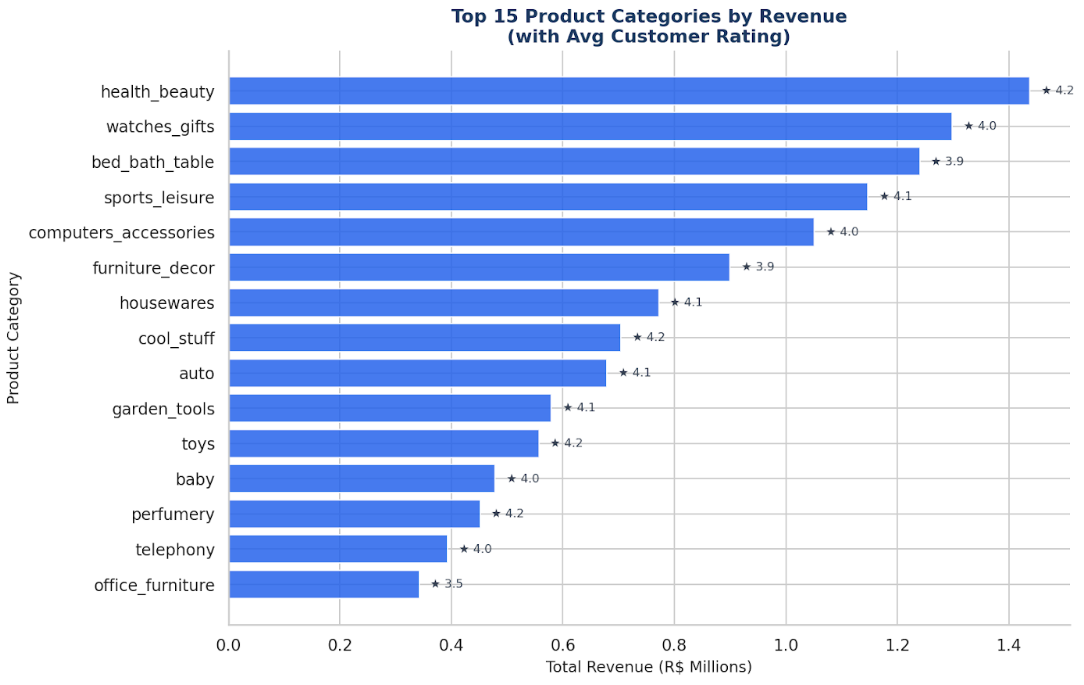 Top 15 Product Categories by Revenue
(with Avg Customer Rating)
Product Category
health_beauty ★ 4.2
watches_gifts ★ 4.0
bed_bath_table ★ 3.9
sports_leisure ★ 4.1
computers_accessories ★ 4.0
furniture_decor ★ 3.9
housewares ★ 4.1
cool_stuff ★ 4.2
auto ★ 4.1
garden_tools ★ 4.1
toys ★ 4.2
baby ★ 4.0
perfumery ★ 4.2
telephony ★ 4.0
office_furniture ★ 3.5
0.0 0.2 0.4 0.6 0.8 1.0 1.2 1.4
Total Revenue (R$ Millions)